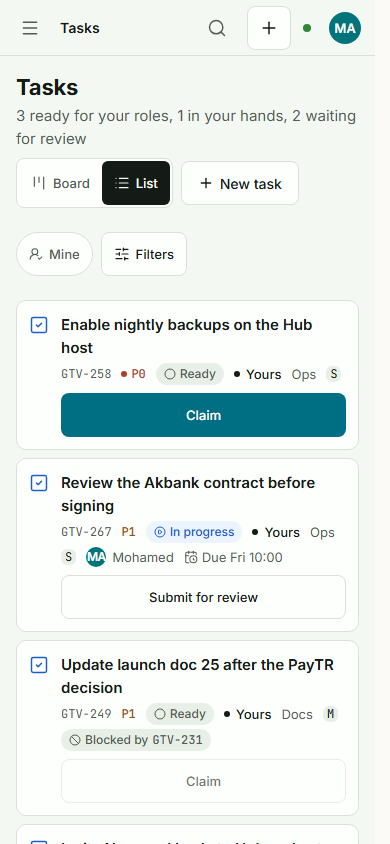 Tasks
MA
Tasks
3 ready for your roles, 1 in your hands, 2 waiting
for review
Board
List
New task
Mine
Filters
Enable nightly backups on the Hub
host
GTV-258 P0 Ready Yours Ops S
Claim
Review the Akbank contract before
signing
GTV-267 P1 In progress Yours Ops
S MA Mohamed Due Fri 10:00
Submit for review
Update launch doc 25 after the PayTR
decision
GTV-249 P1 Ready Yours Docs M
Blocked by GTV-231
Claim